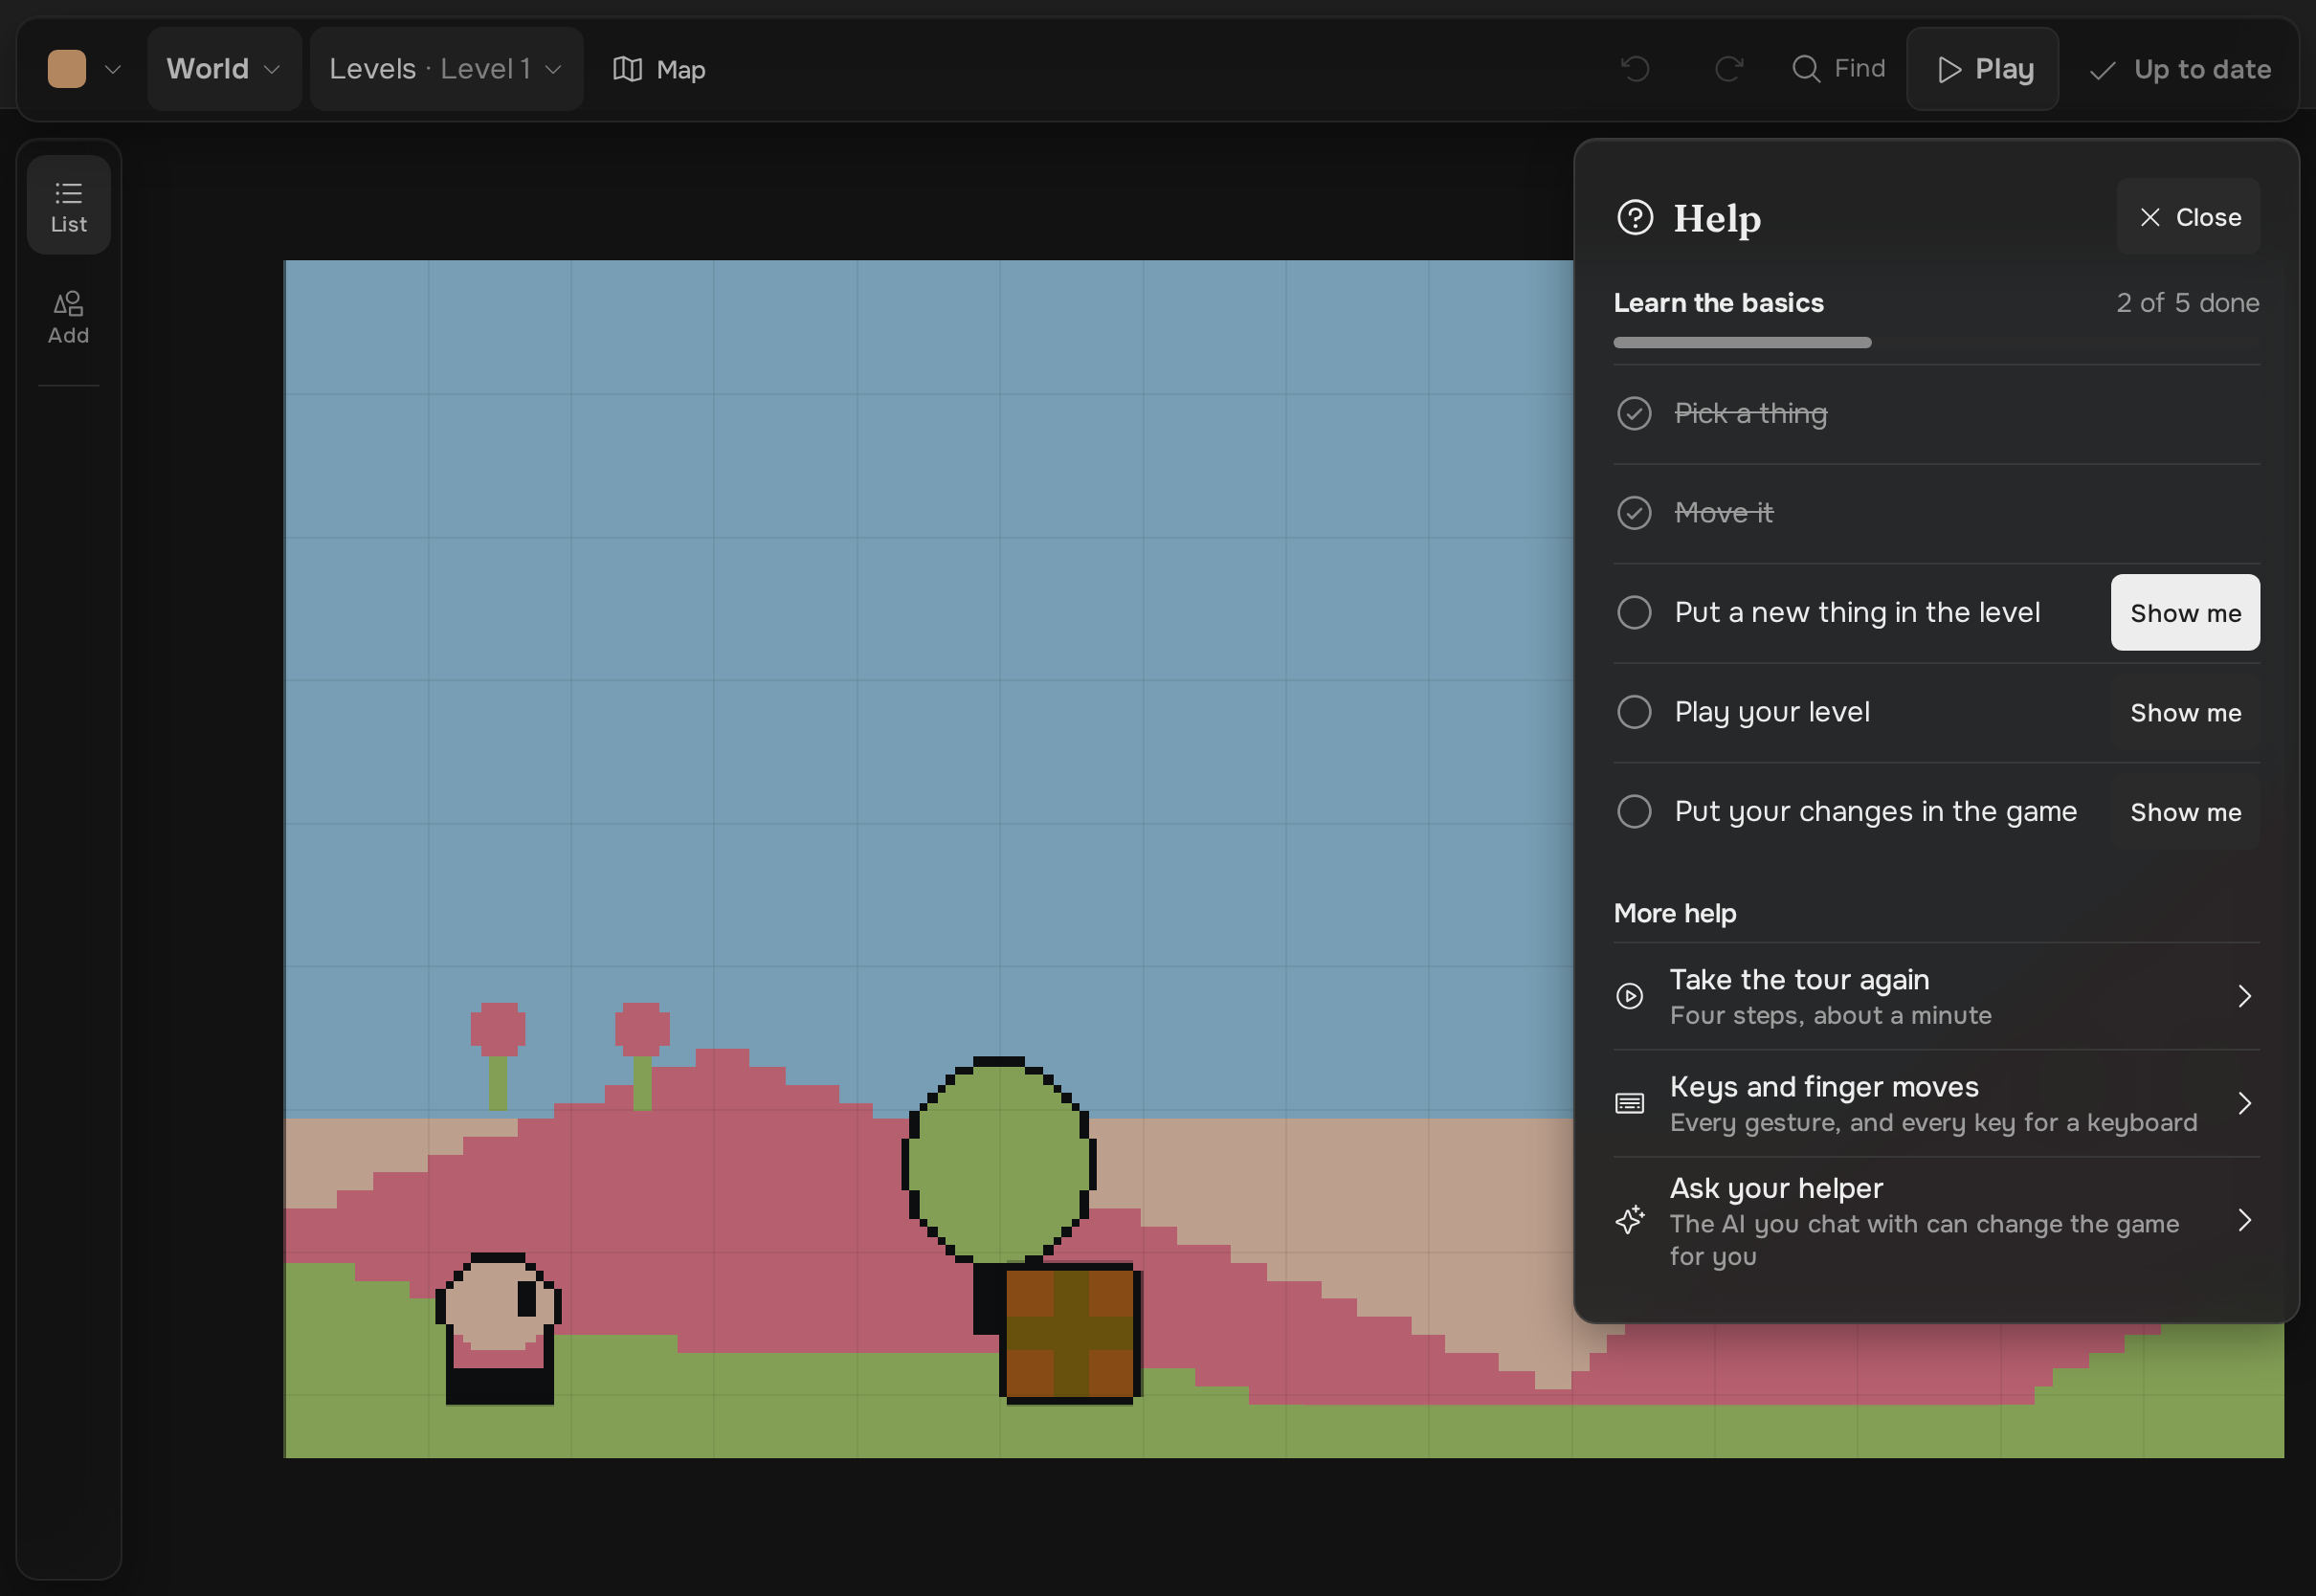 World
Levels · Level 1
Map
Find
Play
Up to date
List
Add
Help
Close
Learn the basics
2 of 5 done
Pick a thing
Move it
Put a new thing in the level
Show me
Play your level
Show me
Put your changes in the game
Show me
More help
Take the tour again
Four steps, about a minute
Keys and finger moves
Every gesture, and every key for a keyboard
Ask your helper
The AI you chat with can change the game
for you